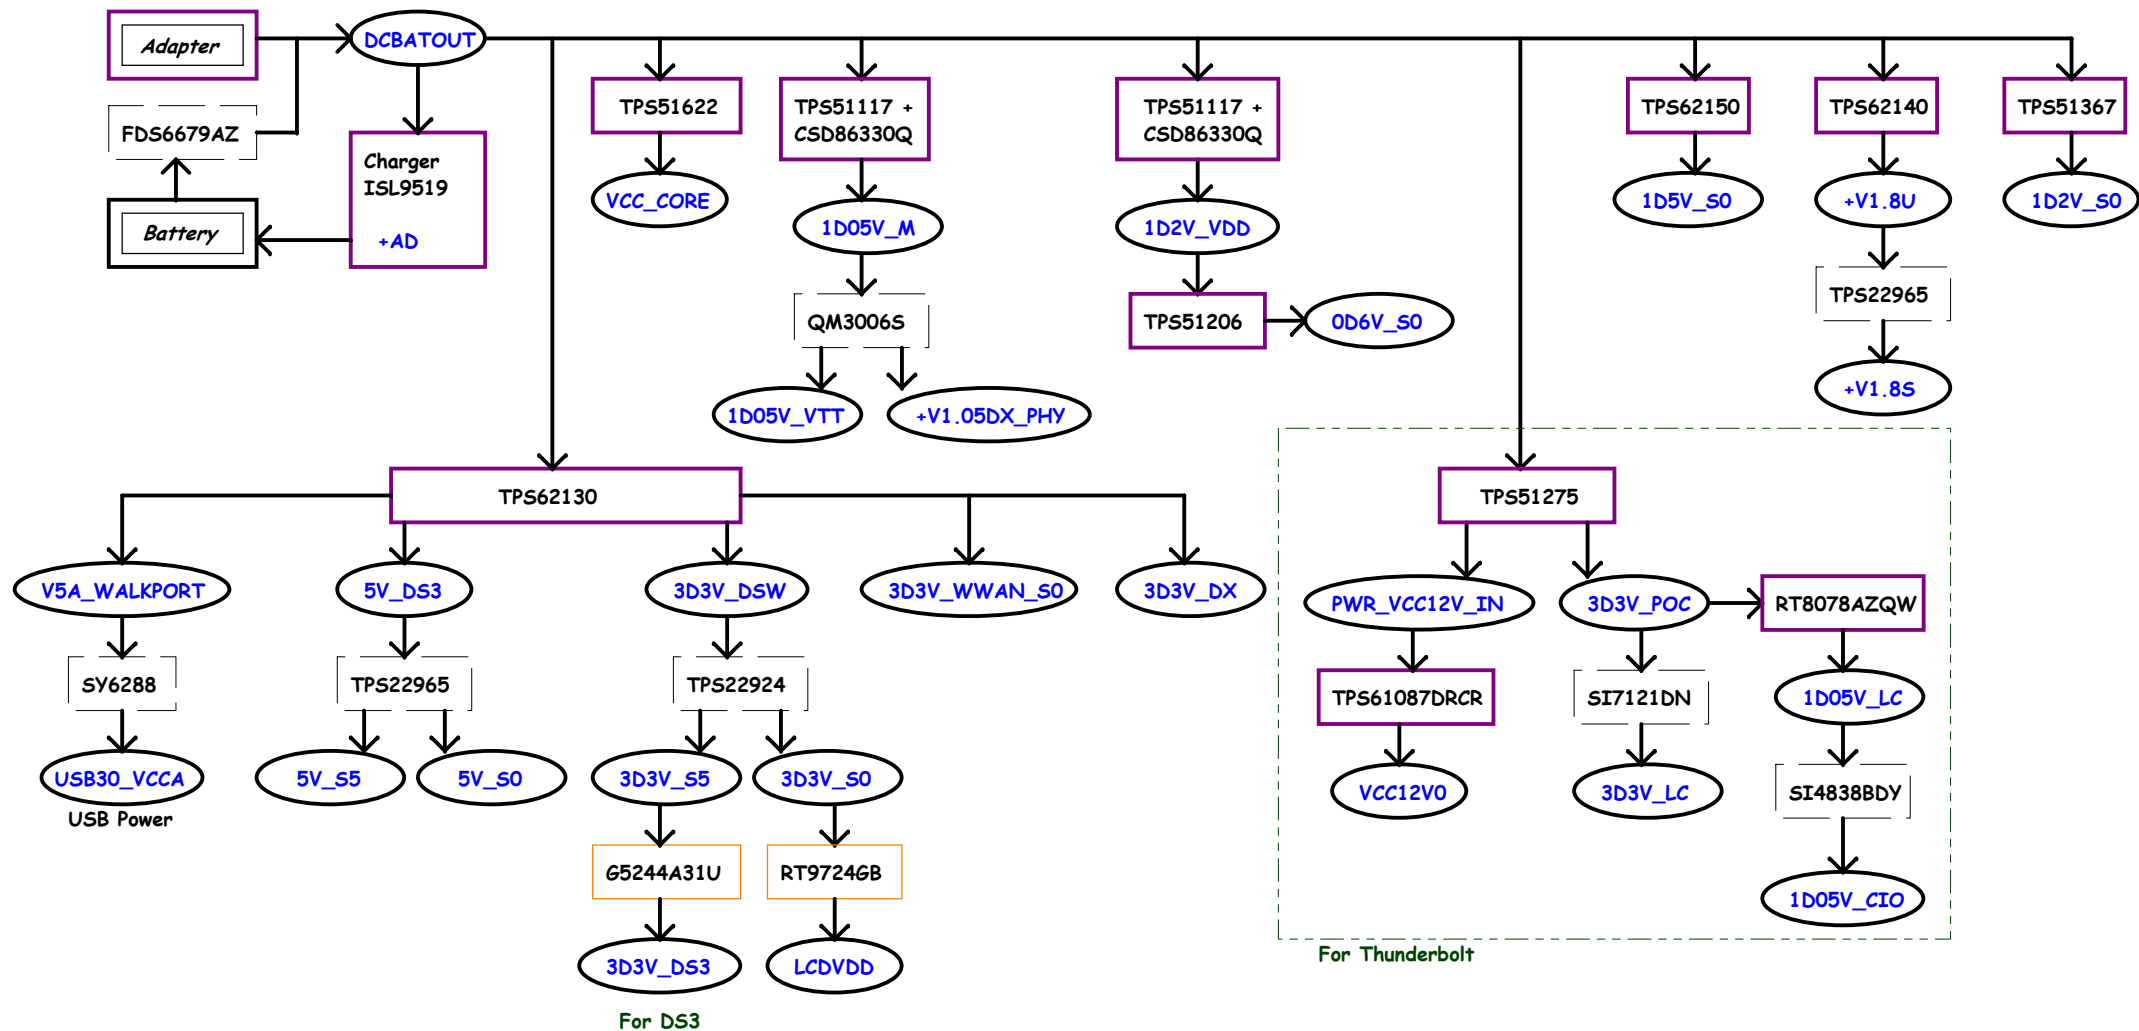 Adapter
DCBATOUT
FDS6679AZ
Charger
ISL9519
+AD
Battery
TPS51622
VCC_CORE
TPS51117 +
CSD86330Q
1D05V_M
QM3006S
1D05V_VTT
+V1.05DX_PHY
TPS51117 +
CSD86330Q
1D2V_VDD
TPS51206
0D6V_S0
TPS62150
1D5V_S0
TPS62140
+V1.8U
TPS22965
+V1.8S
TPS51367
1D2V_S0
TPS62130
V5A_WALKPORT
SY6288
USB30_VCCA
USB Power
5V_DS3
TPS22965
5V_S5
5V_S0
3D3V_DSW
TPS22924
3D3V_S5
3D3V_S0
G5244A31U
RT9724GB
3D3V_DS3
LCDVDD
For DS3
3D3V_WWAN_S0
3D3V_DX
TPS51275
PWR_VCC12V_IN
TPS61087DRCR
VCC12V0
3D3V_POC
SI7121DN
3D3V_LC
RT8078AZQW
1D05V_LC
SI4838BDY
1D05V_CIO
For Thunderbolt